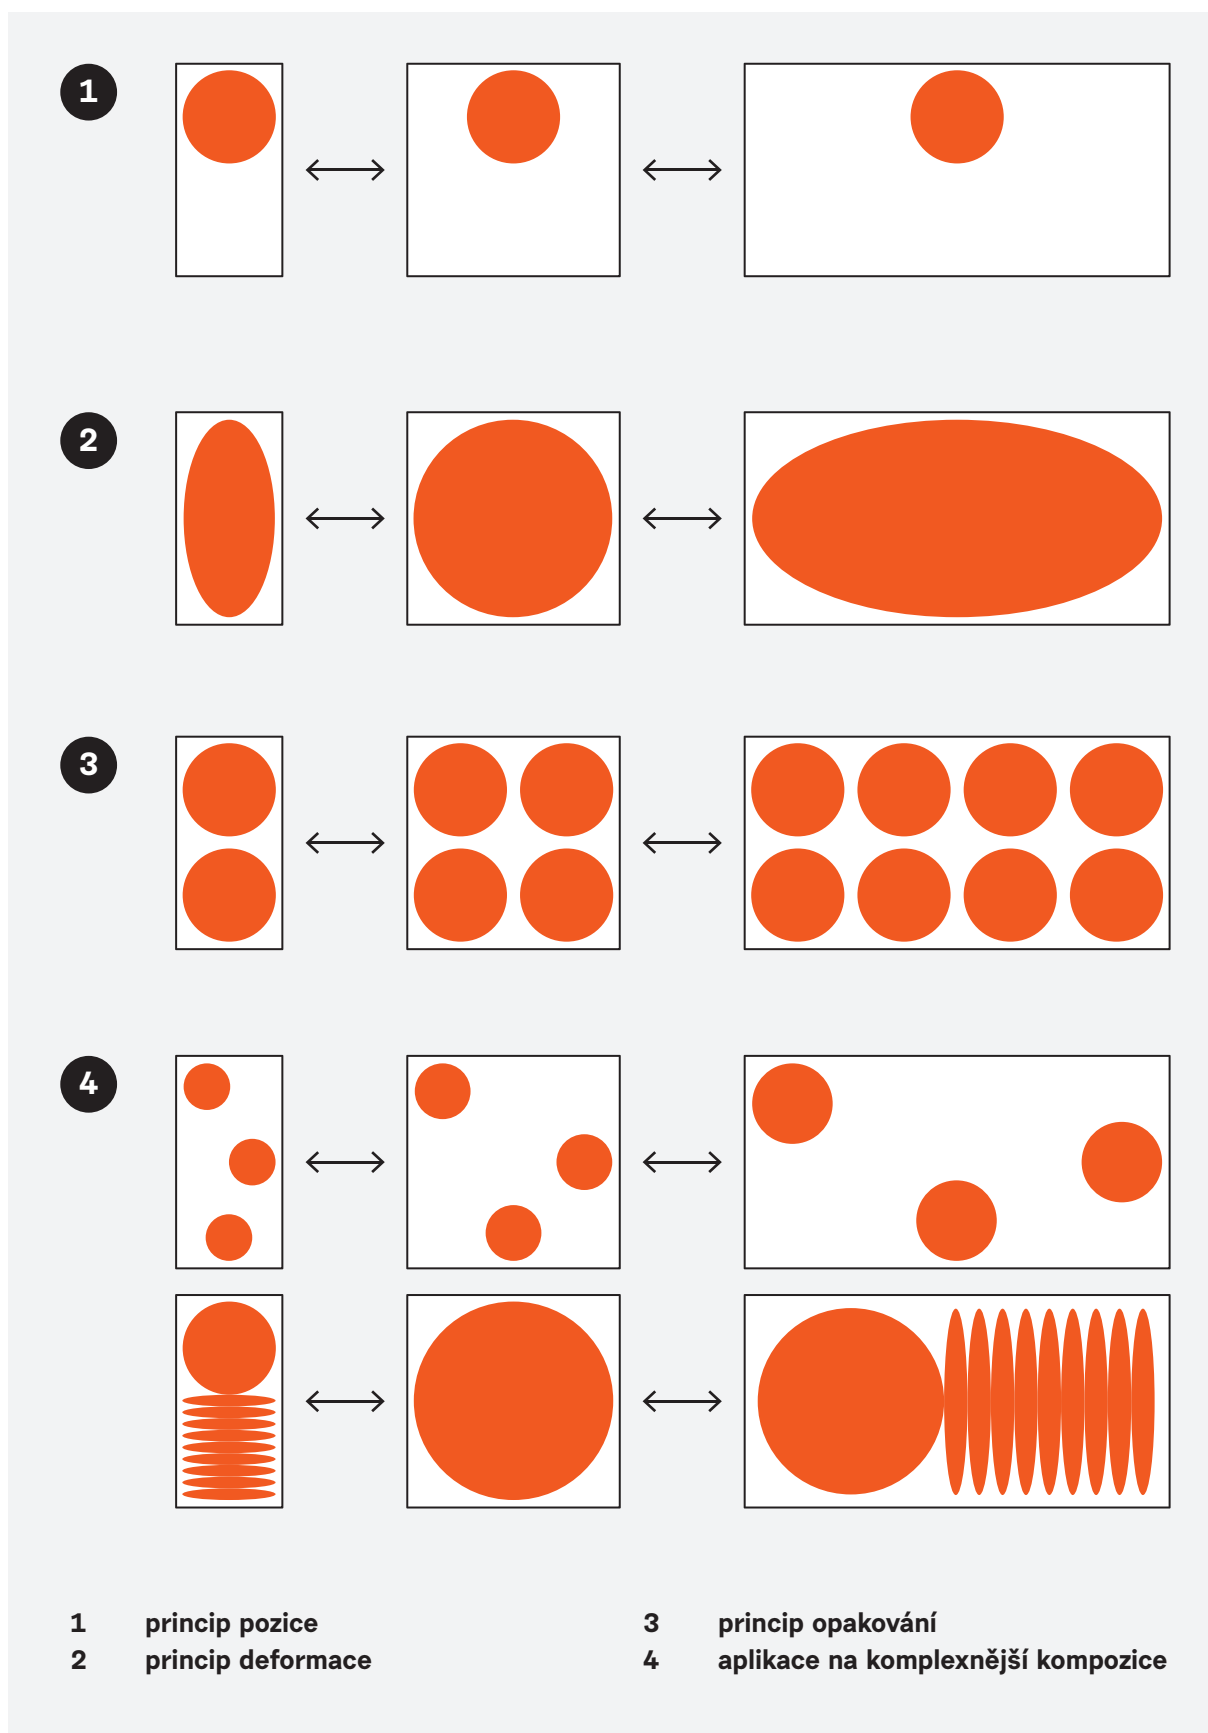 1
2
3
4
1 princip pozice
2 princip deformace
3 princip opakování
4 aplikace na komplexnější kompozice